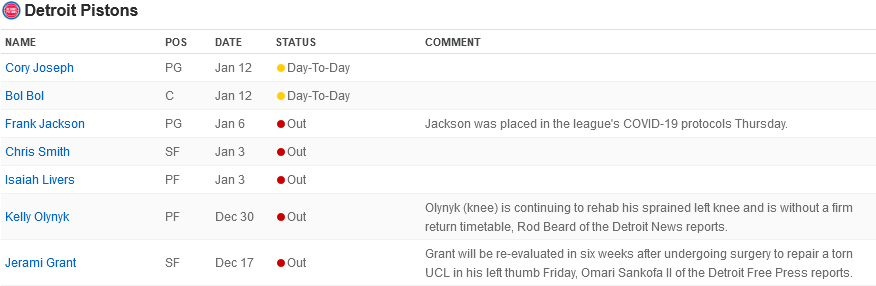 Detroit Pistons
NAME POS DATE STATUS COMMENT
Cory Joseph PG Jan 12 Day-To-Day
Bol Bol C Jan 12 Day-To-Day
Frank Jackson PG Jan 6 Out Jackson was placed in the league's COVID-19 protocols Thursday.
Chris Smith SF Jan 3 Out
Isaiah Livers PF Jan 3 Out
Kelly Olynyk PF Dec 30 Out Olynyk (knee) is continuing to rehab his sprained left knee and is without a firm
return timetable, Rod Beard of the Detroit News reports.
Jerami Grant SF Dec 17 Out Grant will be re-evaluated in six weeks after undergoing surgery to repair a torn
UCL in his left thumb Friday, Omari Sankofa II of the Detroit Free Press reports.